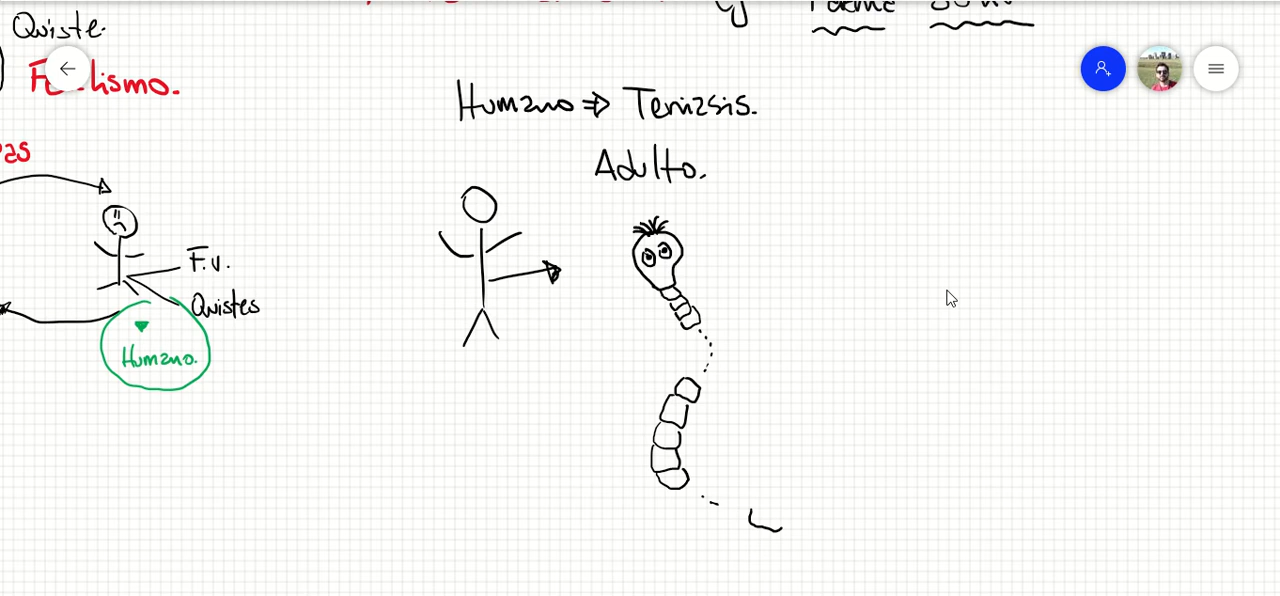 Quiste.
Humano ⇒ Teniasis.
Adulto.
F.V.
Quistes
Humano.